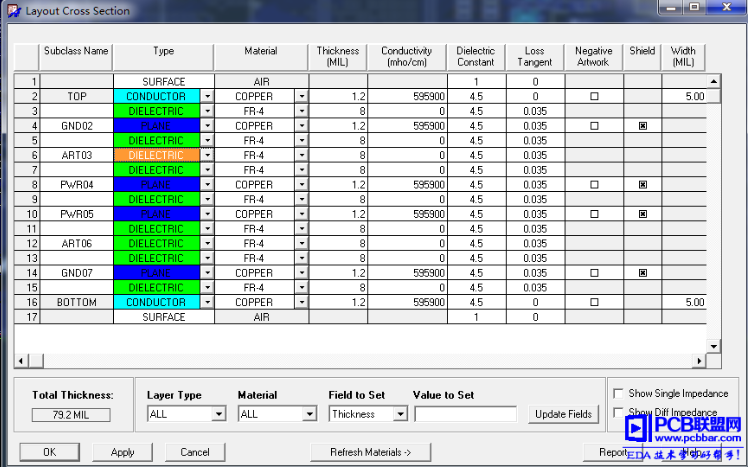 Layout Cross Section
Subclass Name Type Material Thickness (MIL) Conductivity (mho/cm) Dielectric Constant Loss Tangent Negative Artwork Shield Width (MIL)
1 SURFACE AIR 1 0
2 TOP CONDUCTOR COPPER 1.2 595900 4.5 0 5.00
3 DIELECTRIC FR-4 8 0 4.5 0.035
4 GND02 PLANE COPPER 1.2 595900 4.5 0.035
5 DIELECTRIC FR-4 8 0 4.5 0.035
6 ART03 DIELECTRIC FR-4 8 0 4.5 0.035
7 DIELECTRIC FR-4 8 0 4.5 0.035
8 PWR04 PLANE COPPER 1.2 595900 4.5 0.035
9 DIELECTRIC FR-4 8 0 4.5 0.035
10 PWR05 PLANE COPPER 1.2 595900 4.5 0.035
11 DIELECTRIC FR-4 8 0 4.5 0.035
12 ART06 DIELECTRIC FR-4 8 0 4.5 0.035
13 DIELECTRIC FR-4 8 0 4.5 0.035
14 GND07 PLANE COPPER 1.2 595900 4.5 0.035
15 DIELECTRIC FR-4 8 0 4.5 0.035
16 BOTTOM CONDUCTOR COPPER 1.2 595900 4.5 0 5.00
17 SURFACE AIR 1 0
Total Thickness: Layer Type Material Field to Set Value to Set Show Single Impedance
79.2 MIL ALL ALL Thickness Update Fields Show Diff Impedance
PCB联盟网
www.pcbbar.com
OK Apply Cancel Refresh Materials -> Report Help
EDA技术学习好帮手!